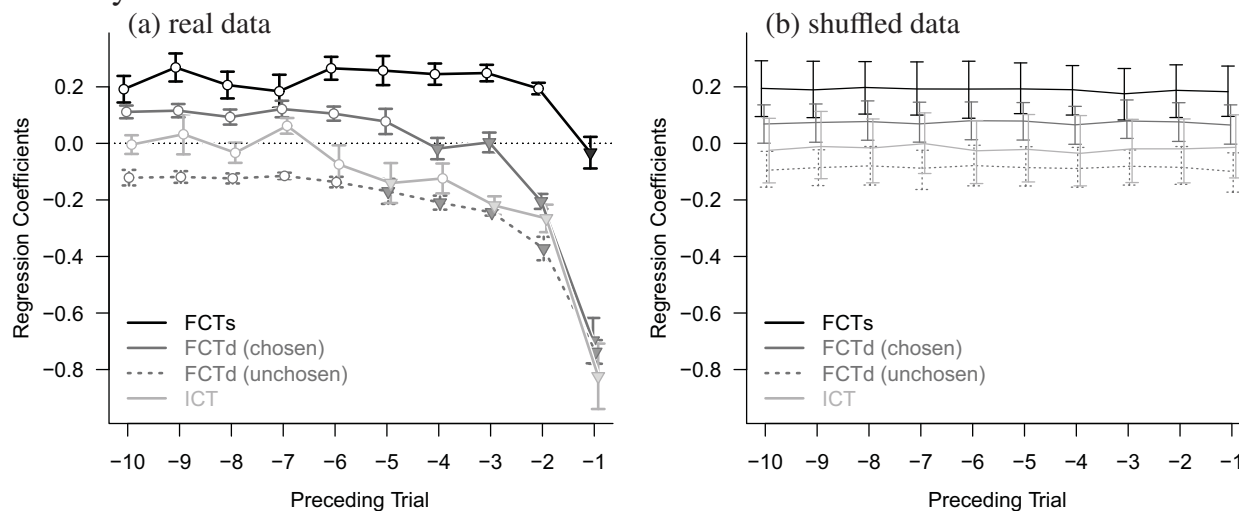 (a) real data
(b) shuffled data
Regression Coefficients
0.2
0.0
−0.2
−0.4
−0.6
−0.8
FCTs
FCTd (chosen)
FCTd (unchosen)
ICT
−10 −9 −8 −7 −6 −5 −4 −3 −2 −1
Preceding Trial
Regression Coefficients
0.2
0.0
−0.2
−0.4
−0.6
−0.8
FCTs
FCTd (chosen)
FCTd (unchosen)
ICT
−10 −9 −8 −7 −6 −5 −4 −3 −2 −1
Preceding Trial